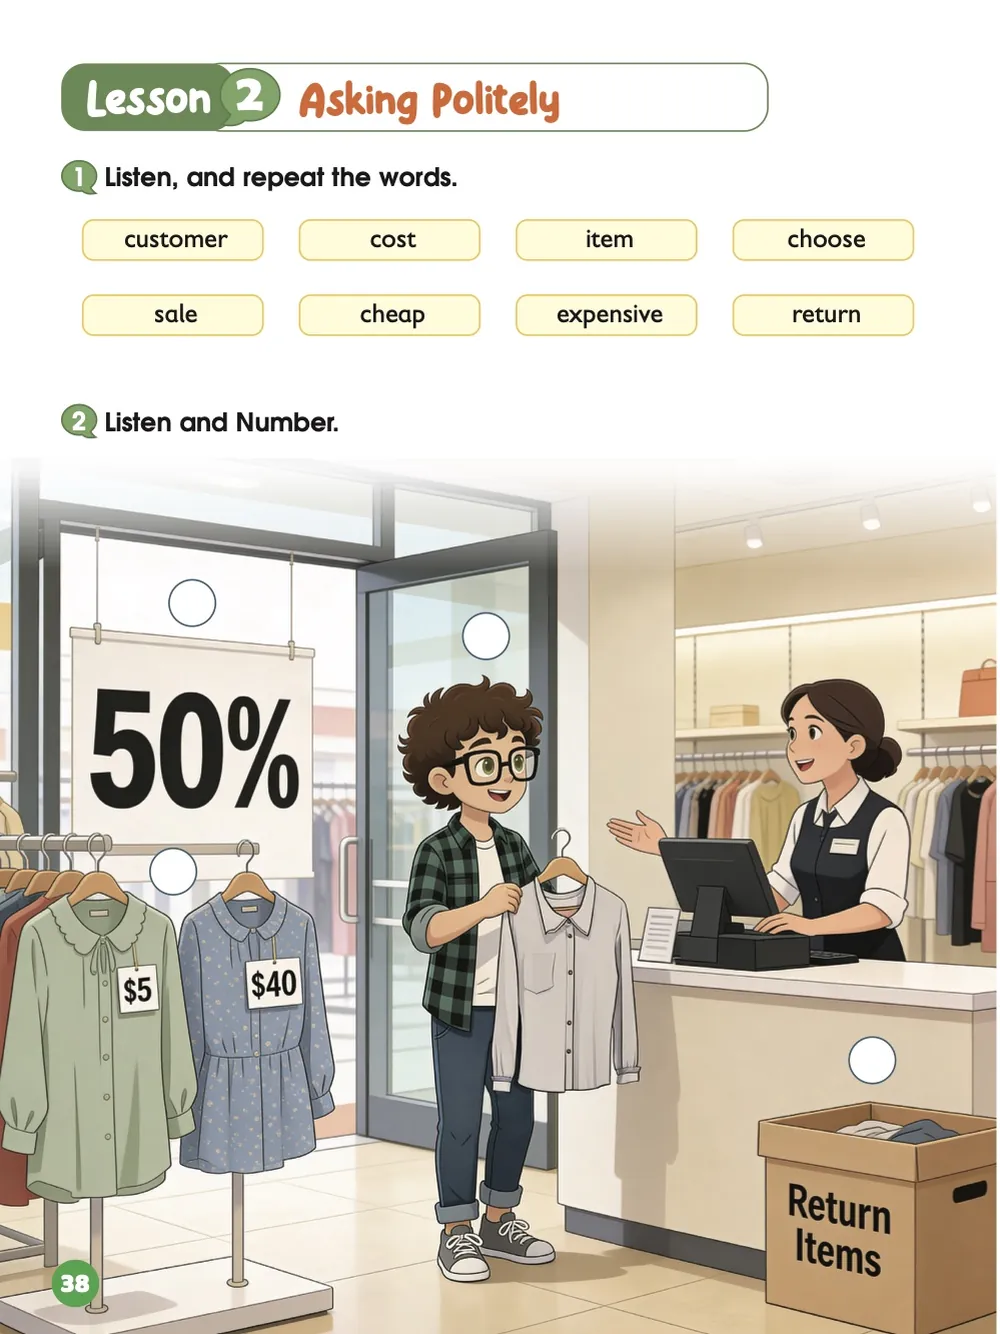 Lesson 2 Asking Politely
1 Listen, and repeat the words.
customer cost item choose
sale cheap expensive return
2 Listen and Number.
50%
$5 $40
Return
Items
38